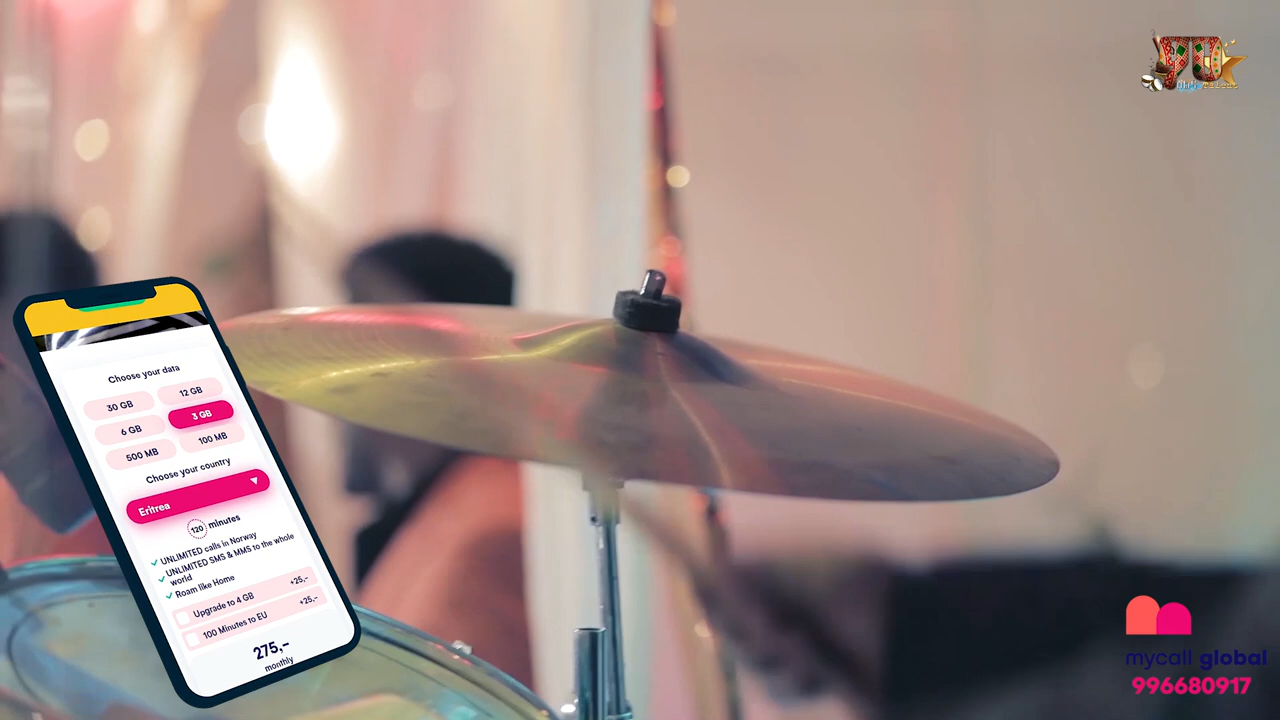 Choose your data
30 GB
12 GB
6 GB
3 GB
500 MB
100 MB
Choose your country
Eritrea
120 minutes
UNLIMITED calls in Norway
UNLIMITED SMS & MMS to the whole
world
Roam like Home
Upgrade to 4 GB +25,-
100 Minutes to EU +25,-
275,-
monthly
mycall global
996680917